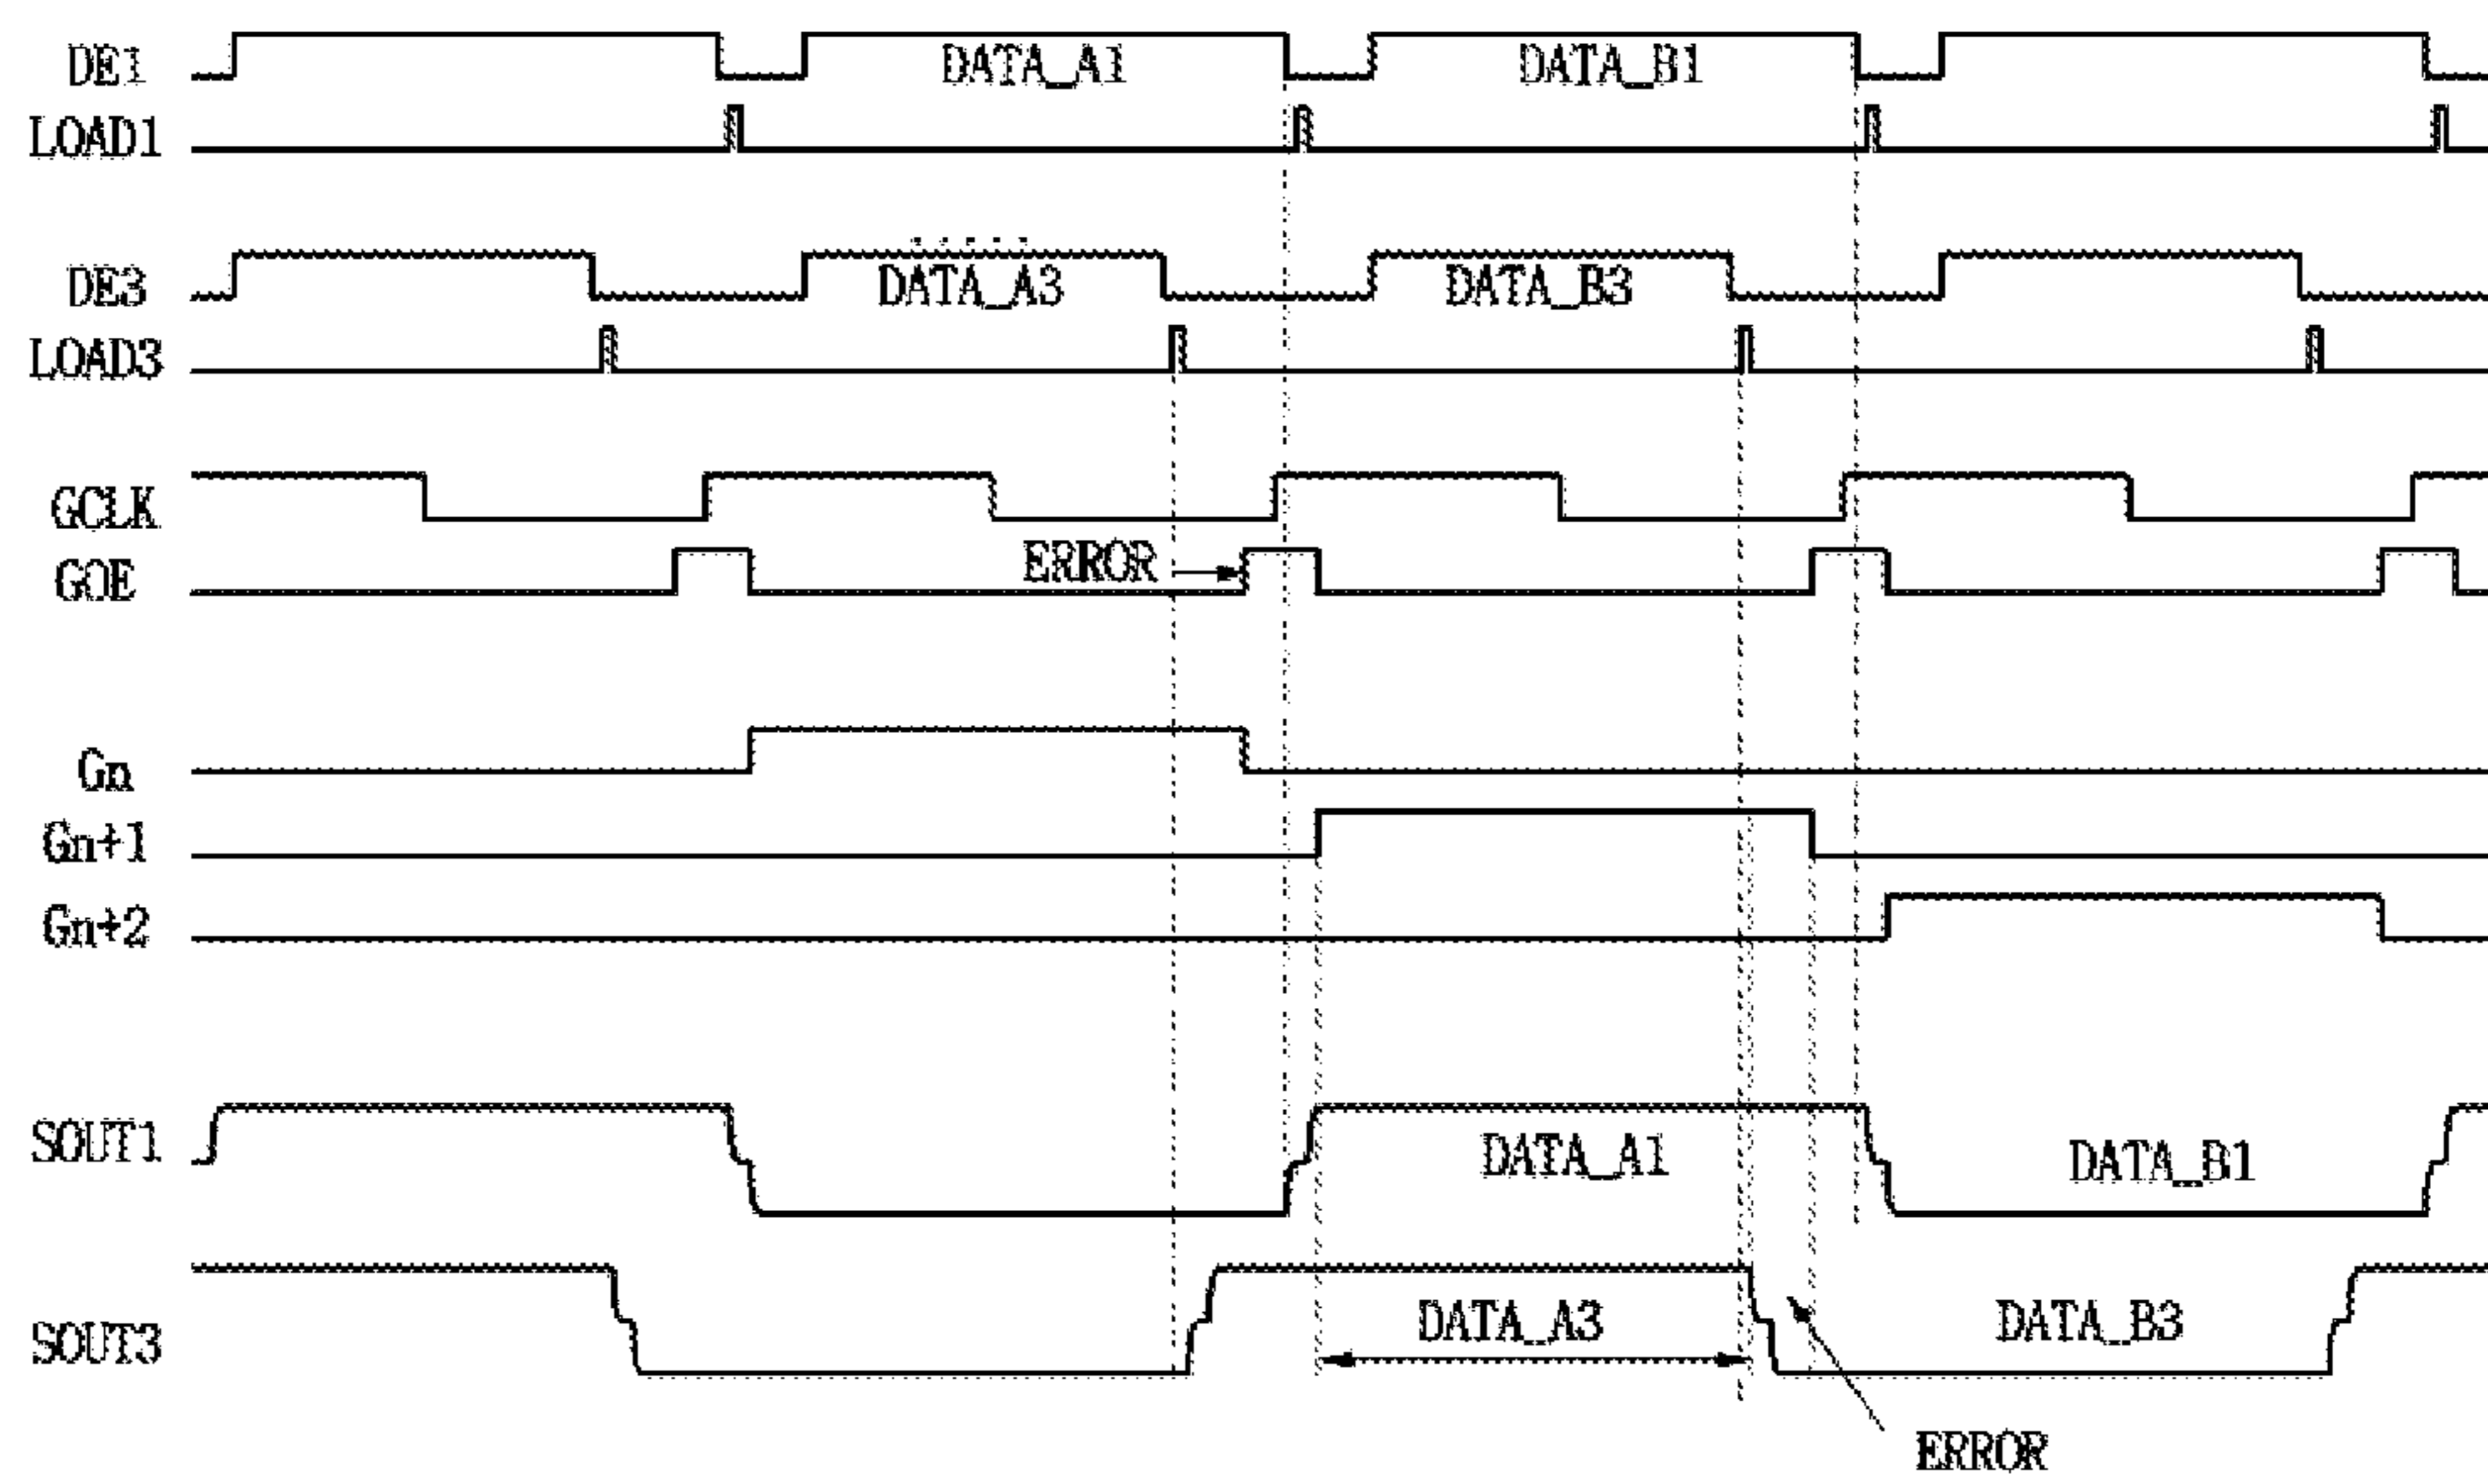 DE1 DATA_A1 DATA_B1
LOAD1
DE3 DATA_A3 DATA_B3
LOAD3
GCLK
GOE ERROR
Gn
Gn+1
Gn+2
SOUT1 DATA_A1 DATA_B1
SOUT3 DATA_A3 DATA_B3
ERROR